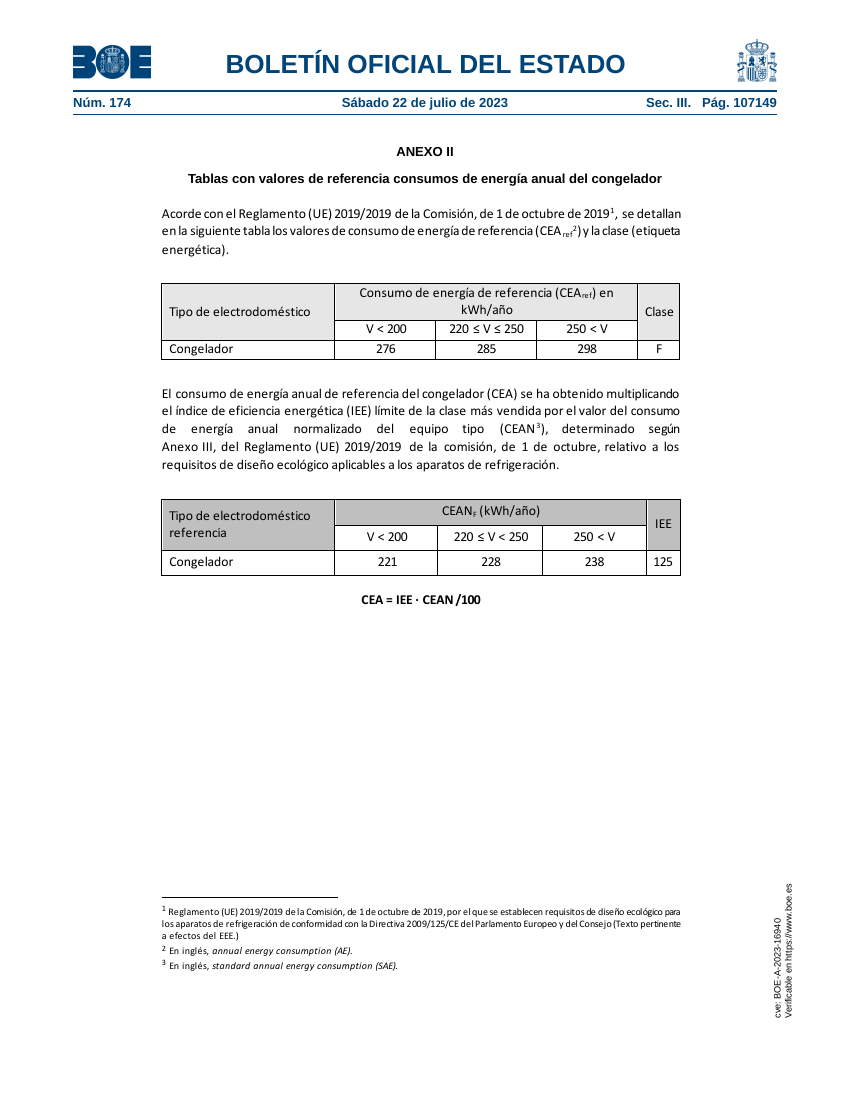 BOE
BOLETÍN OFICIAL DEL ESTADO
Núm. 174 Sábado 22 de julio de 2023 Sec. III. Pág. 107149
ANEXO II
Tablas con valores de referencia consumos de energía anual del congelador
Acorde con el Reglamento (UE) 2019/2019 de la Comisión, de 1 de octubre de 2019¹, se detallan
en la siguiente tabla los valores de consumo de energía de referencia (CEA ref²) y la clase (etiqueta
energética).
Tipo de electrodoméstico
Consumo de energía de referencia (CEAref) en
kWh/año
Clase
V < 200 220 ≤ V ≤ 250 250 < V
Congelador 276 285 298 F
El consumo de energía anual de referencia del congelador (CEA) se ha obtenido multiplicando
el índice de eficiencia energética (IEE) límite de la clase más vendida por el valor del consumo
de energía anual normalizado del equipo tipo (CEAN³), determinado según
Anexo III, del Reglamento (UE) 2019/2019 de la comisión, de 1 de octubre, relativo a los
requisitos de diseño ecológico aplicables a los aparatos de refrigeración.
Tipo de electrodoméstico
referencia
CEANF (kWh/año)
IEE
V < 200 220 ≤ V < 250 250 < V
Congelador 221 228 238 125
CEA = IEE · CEAN /100
¹ Reglamento (UE) 2019/2019 de la Comisión, de 1 de octubre de 2019, por el que se establecen requisitos de diseño ecológico para
los aparatos de refrigeración de conformidad con la Directiva 2009/125/CE del Parlamento Europeo y del Consejo (Texto pertinente
a efectos del EEE.)
² En inglés, annual energy consumption (AE).
³ En inglés, standard annual energy consumption (SAE).
cve: BOE-A-2023-16940
Verificable en https://www.boe.es